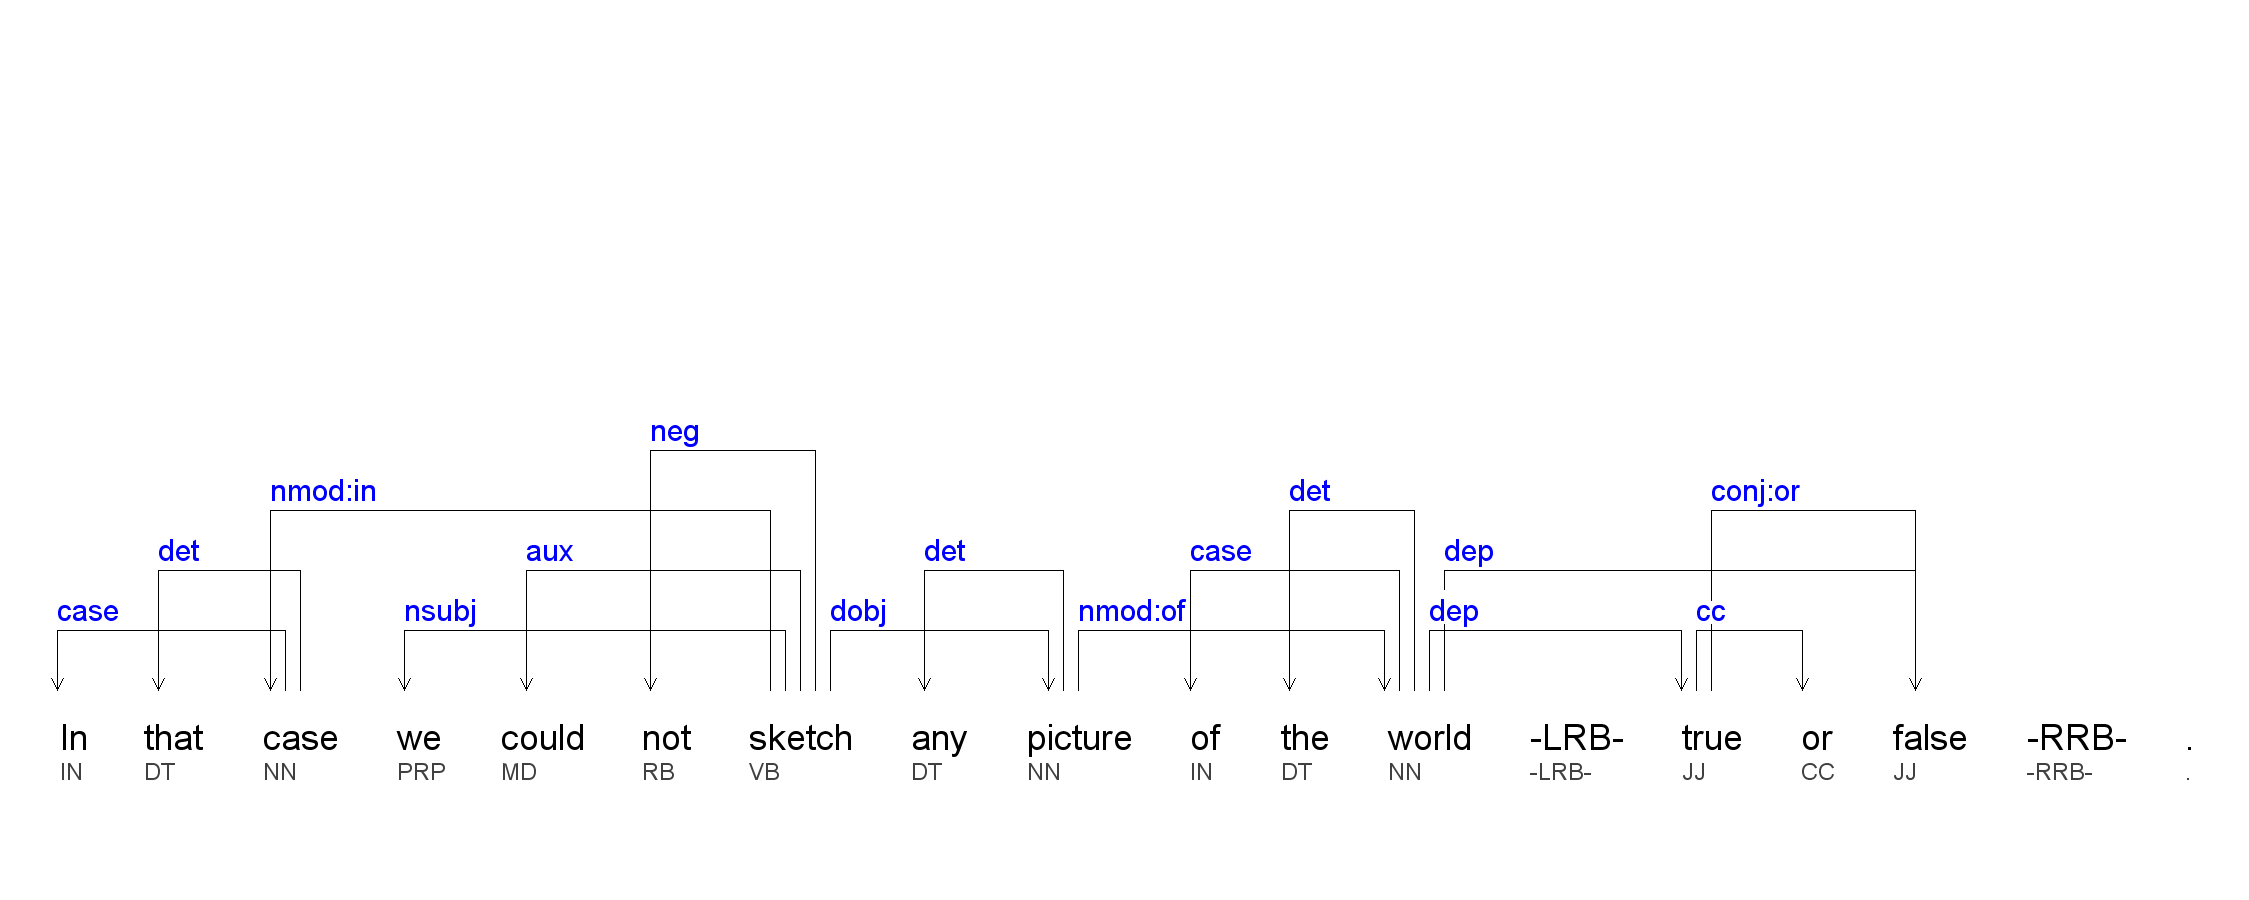 neg
nmod:in det conj:or
det aux det case dep
case nsubj dobj nmod:of dep cc
In that case we could not sketch any picture of the world -LRB- true or false -RRB- .
IN DT NN PRP MD RB VB DT NN IN DT NN -LRB- JJ CC JJ -RRB- .